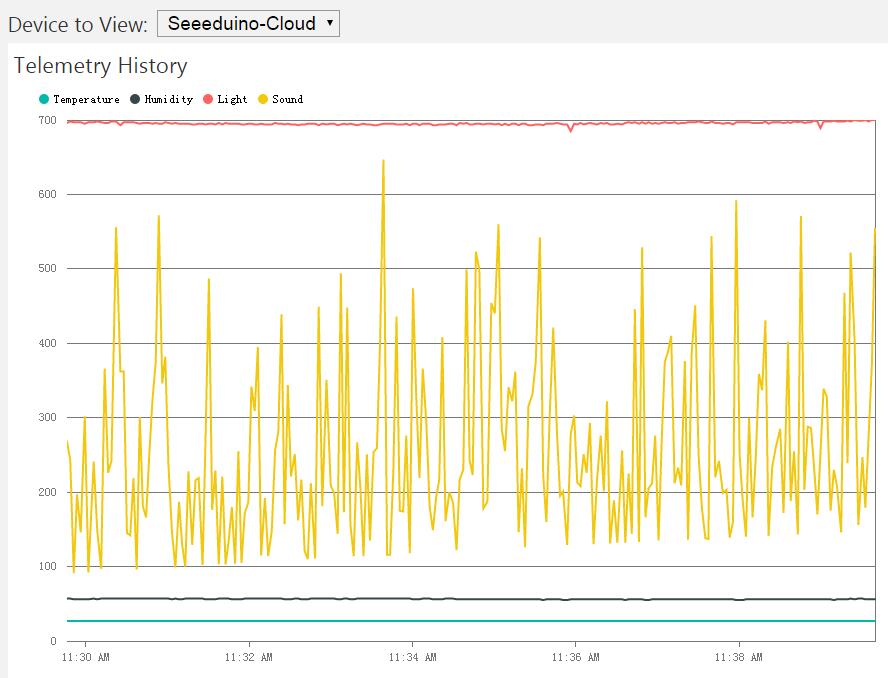 Device to View: Seeeduino-Cloud
Telemetry History
Temperature Humidity Light Sound
700
600
500
400
300
200
100
0
11:30 AM 11:32 AM 11:34 AM 11:36 AM 11:38 AM